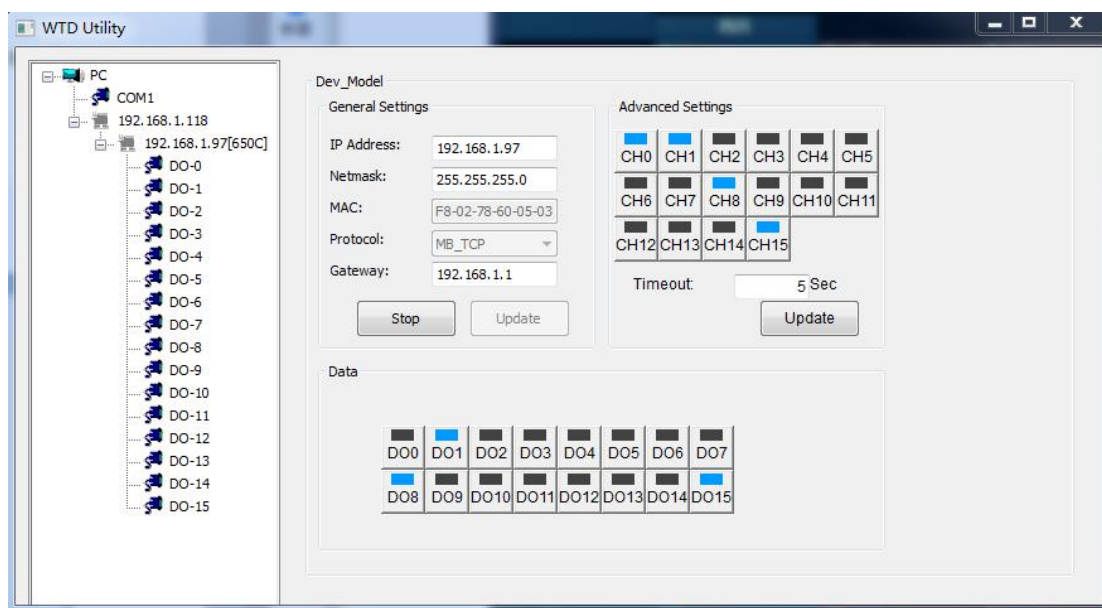 WTD Utility
PC
COM1
192.168.1.118
192.168.1.97[650C]
DO-0
DO-1
DO-2
DO-3
DO-4
DO-5
DO-6
DO-7
DO-8
DO-9
DO-10
DO-11
DO-12
DO-13
DO-14
DO-15
Dev_Model
General Settings
IP Address: 192.168.1.97
Netmask: 255.255.255.0
MAC: F8-02-78-60-05-03
Protocol: MB_TCP
Gateway: 192.168.1.1
Stop Update
Advanced Settings
CH0 CH1 CH2 CH3 CH4 CH5
CH6 CH7 CH8 CH9 CH10 CH11
CH12 CH13 CH14 CH15
Timeout: 5 Sec
Update
Data
DO0 DO1 DO2 DO3 DO4 DO5 DO6 DO7
DO8 DO9 DO10 DO11 DO12 DO13 DO14 DO15